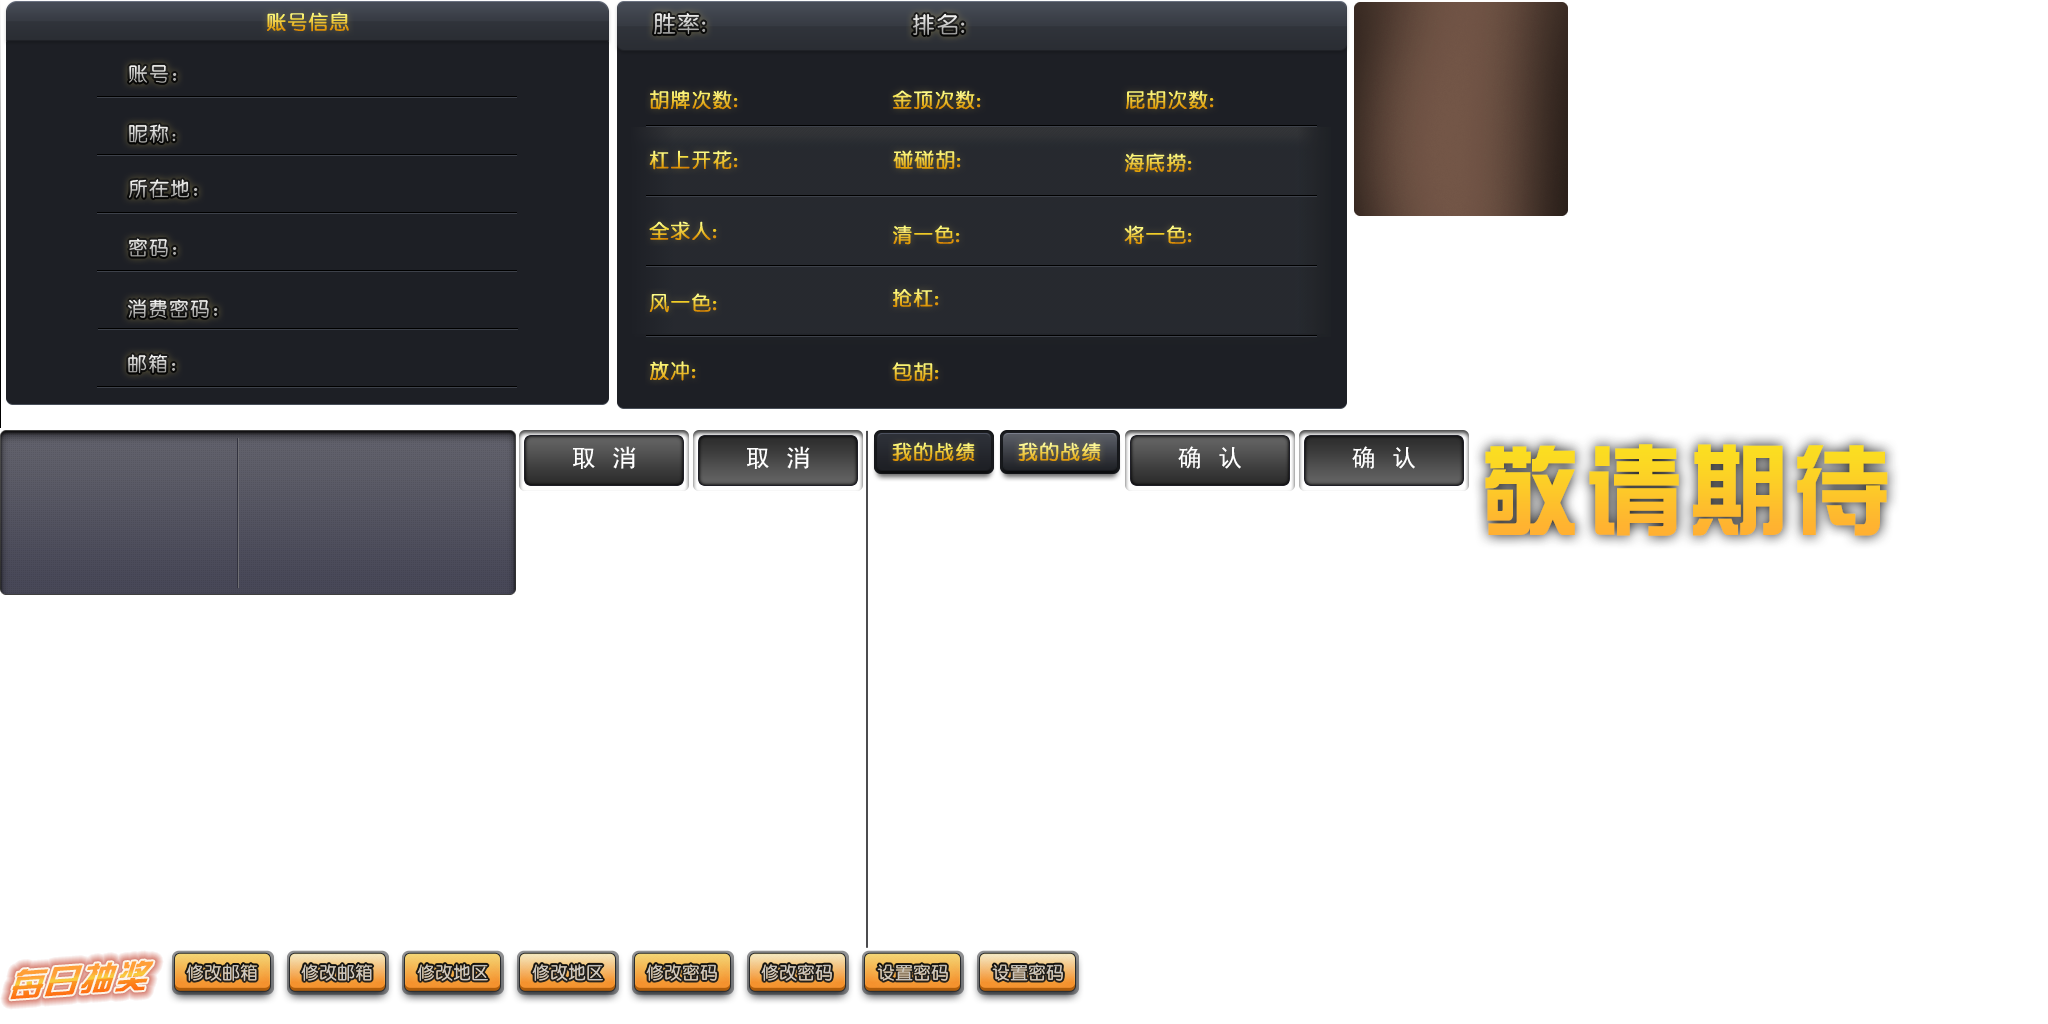 账号信息
账号:
昵称:
所在地:
密码:
消费密码:
邮箱:
胜率: 排名:
胡牌次数: 金顶次数: 屁胡次数:
杠上开花: 碰碰胡: 海底捞:
全求人: 清一色: 将一色:
风一色: 抢杠:
放冲: 包胡:
取 消
取 消
我的战绩
我的战绩
确 认
确 认
敬请期待
每日抽奖
修改邮箱
修改邮箱
修改地区
修改地区
修改密码
修改密码
设置密码
设置密码